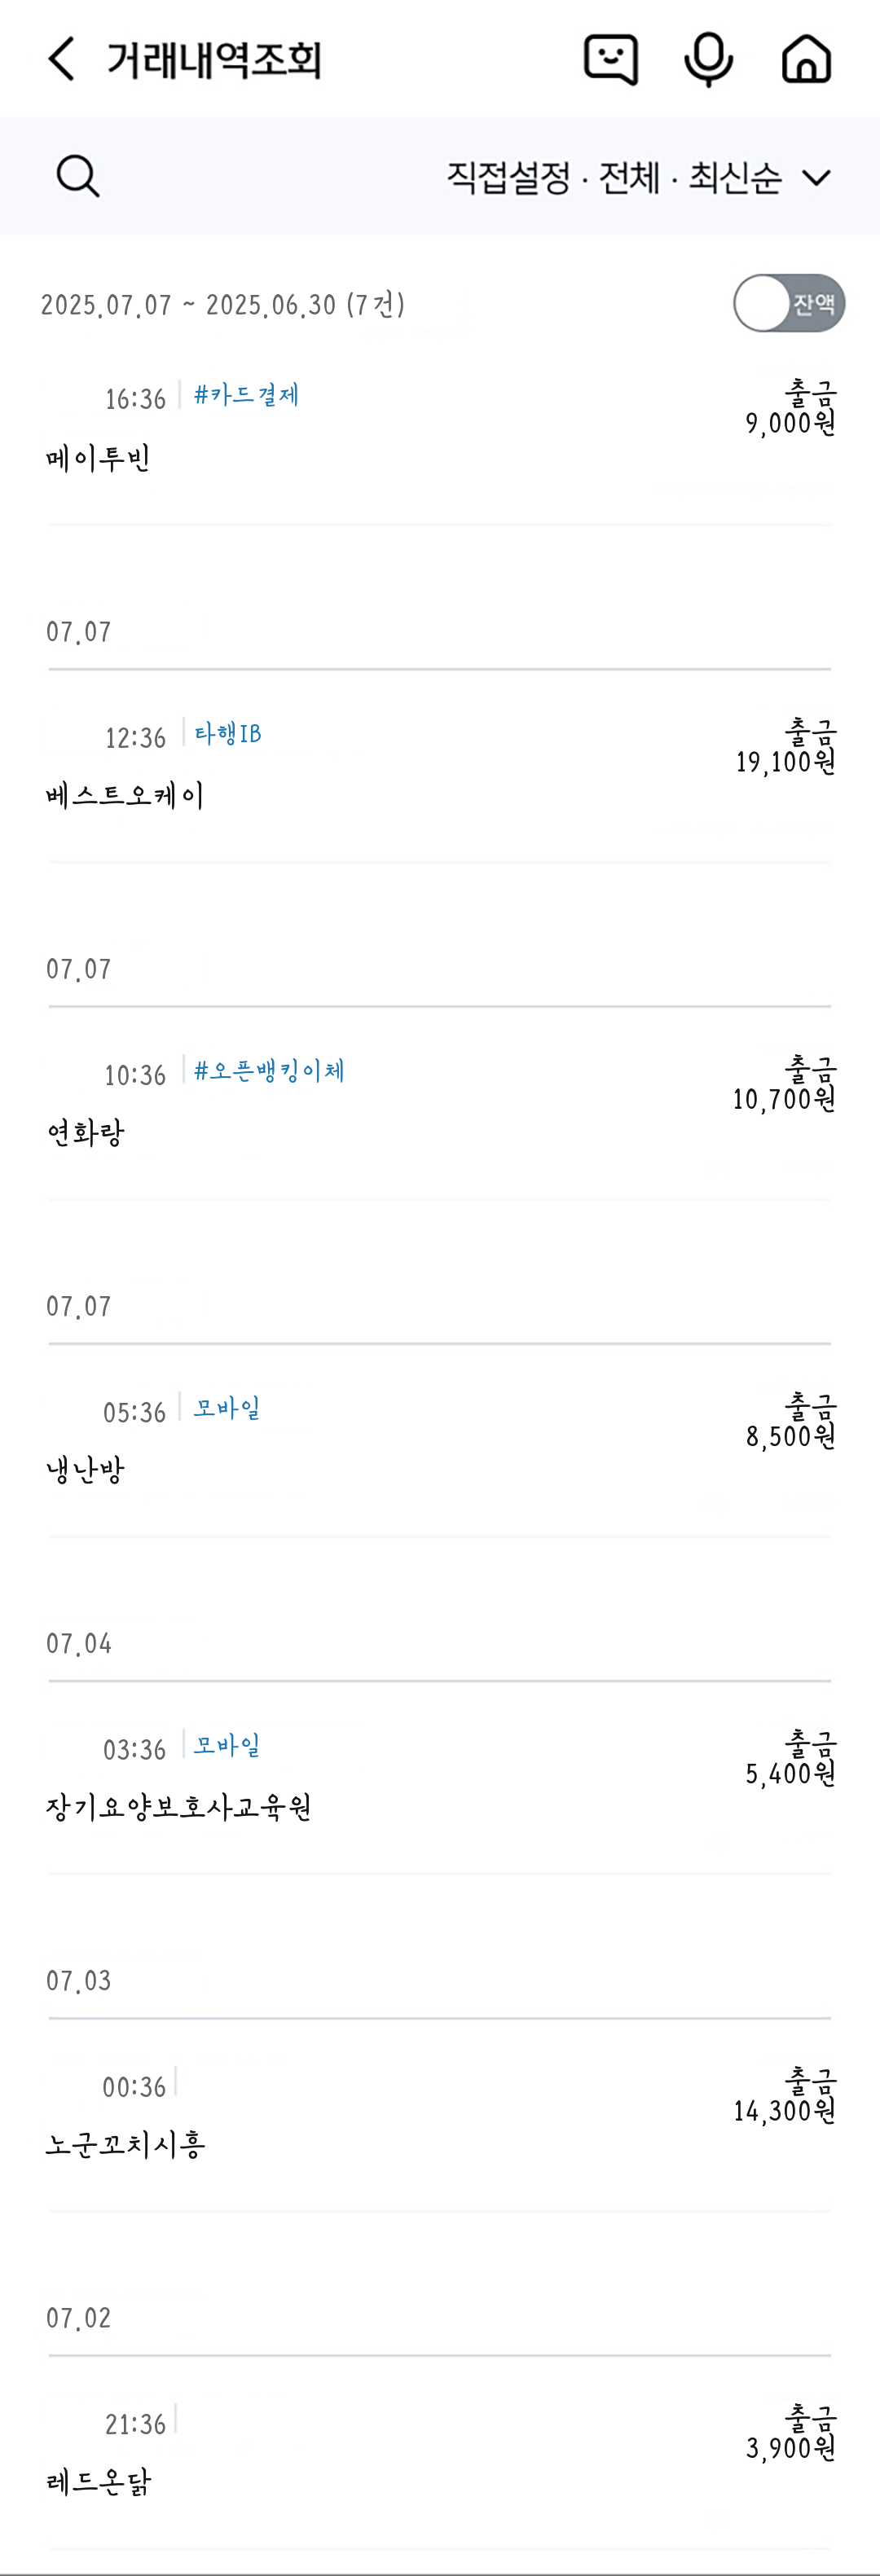 거래내역조회
직접설정 · 전체 · 최신순
2025.07.07 ~ 2025.06.30 (7건)
잔액
16:36 #카드결제
출금
9,000원
메이투빈
07.07
12:36 타행IB
출금
19,100원
베스트오케이
07.07
10:36 #오픈뱅킹이체
출금
10,700원
연화랑
07.07
05:36 모바일
출금
8,500원
냉난방
07.04
03:36 모바일
출금
5,400원
장기요양보호사교육원
07.03
00:36
출금
14,300원
노군꼬치시흥
07.02
21:36
출금
3,900원
레드온닭